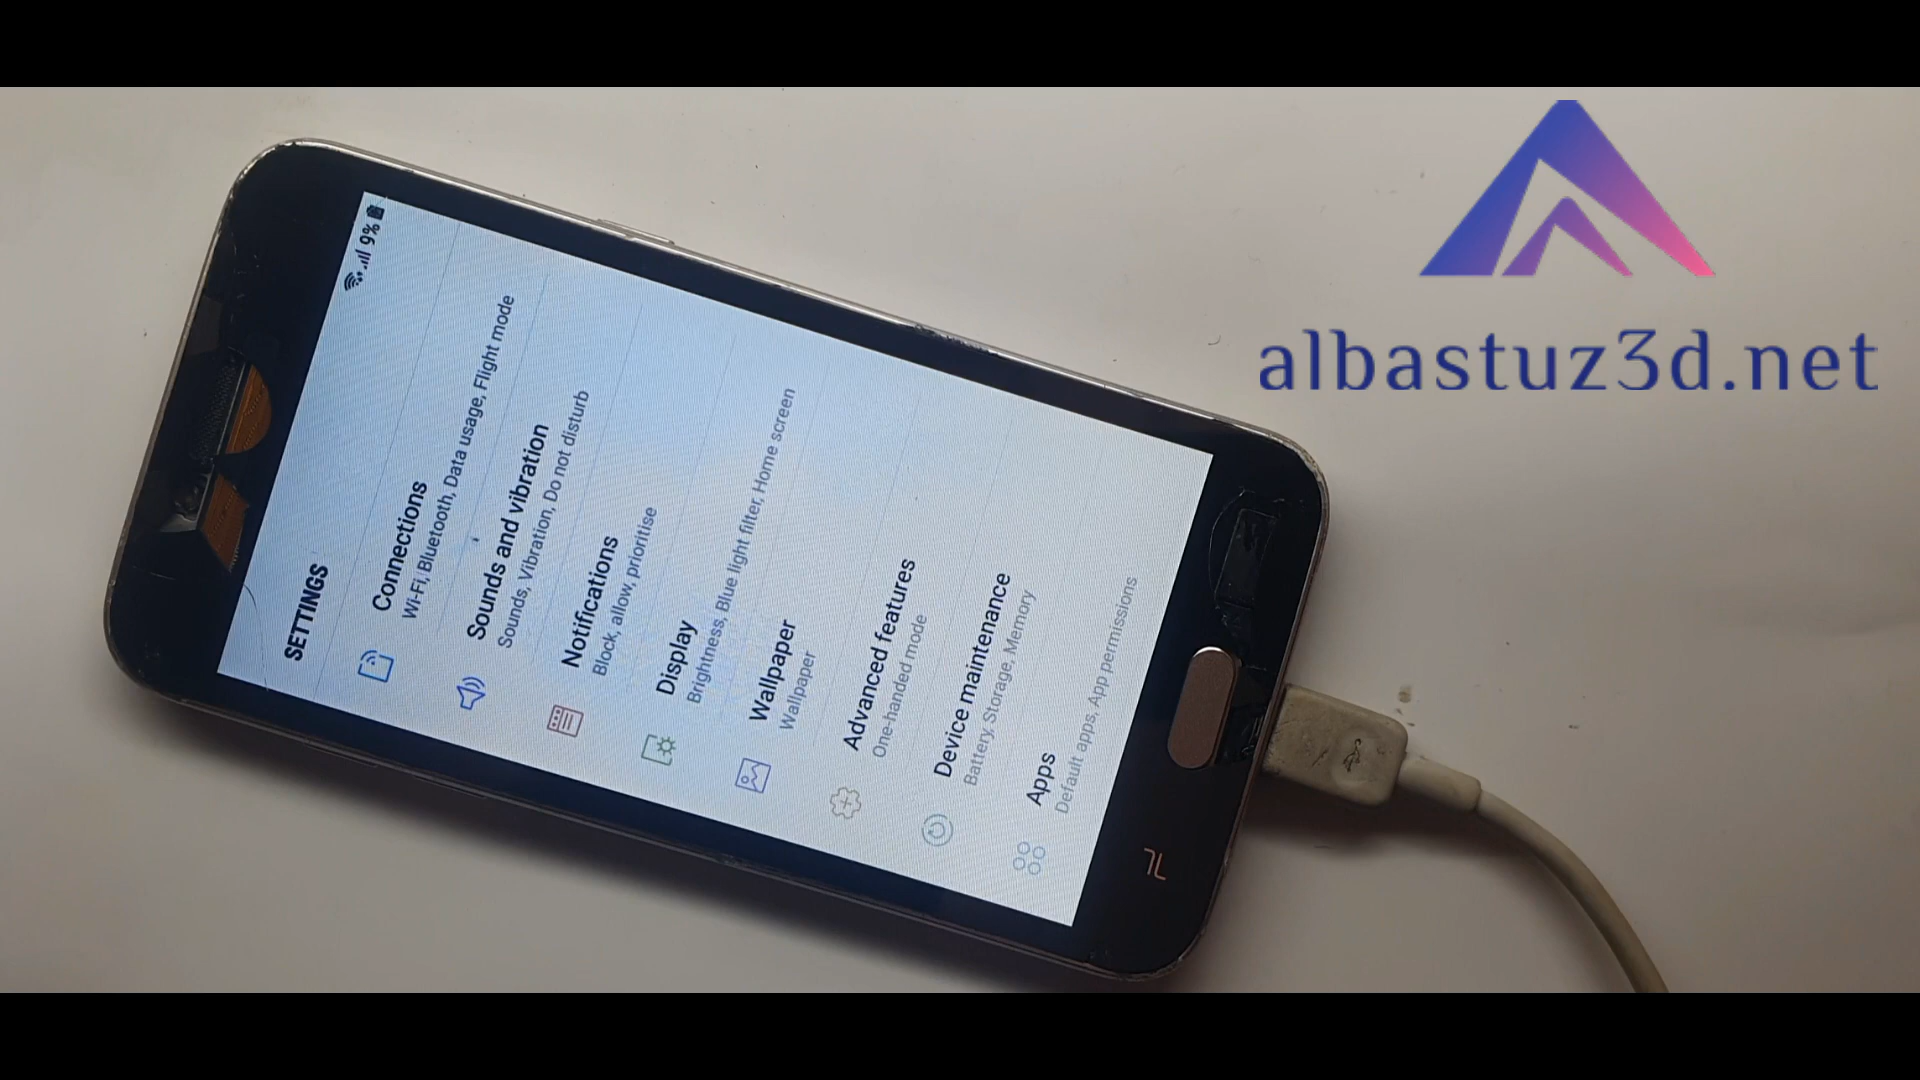 9%
SETTINGS
Connections
Wi-Fi, Bluetooth, Data usage, Flight mode
Sounds and vibration
Sounds, Vibration, Do not disturb
Notifications
Block, allow, prioritise
Display
Brightness, Blue light filter, Home screen
Wallpaper
Wallpaper
Advanced features
One-handed mode
Device maintenance
Battery, Storage, Memory
Apps
Default apps, App permissions
albastuz3d.net